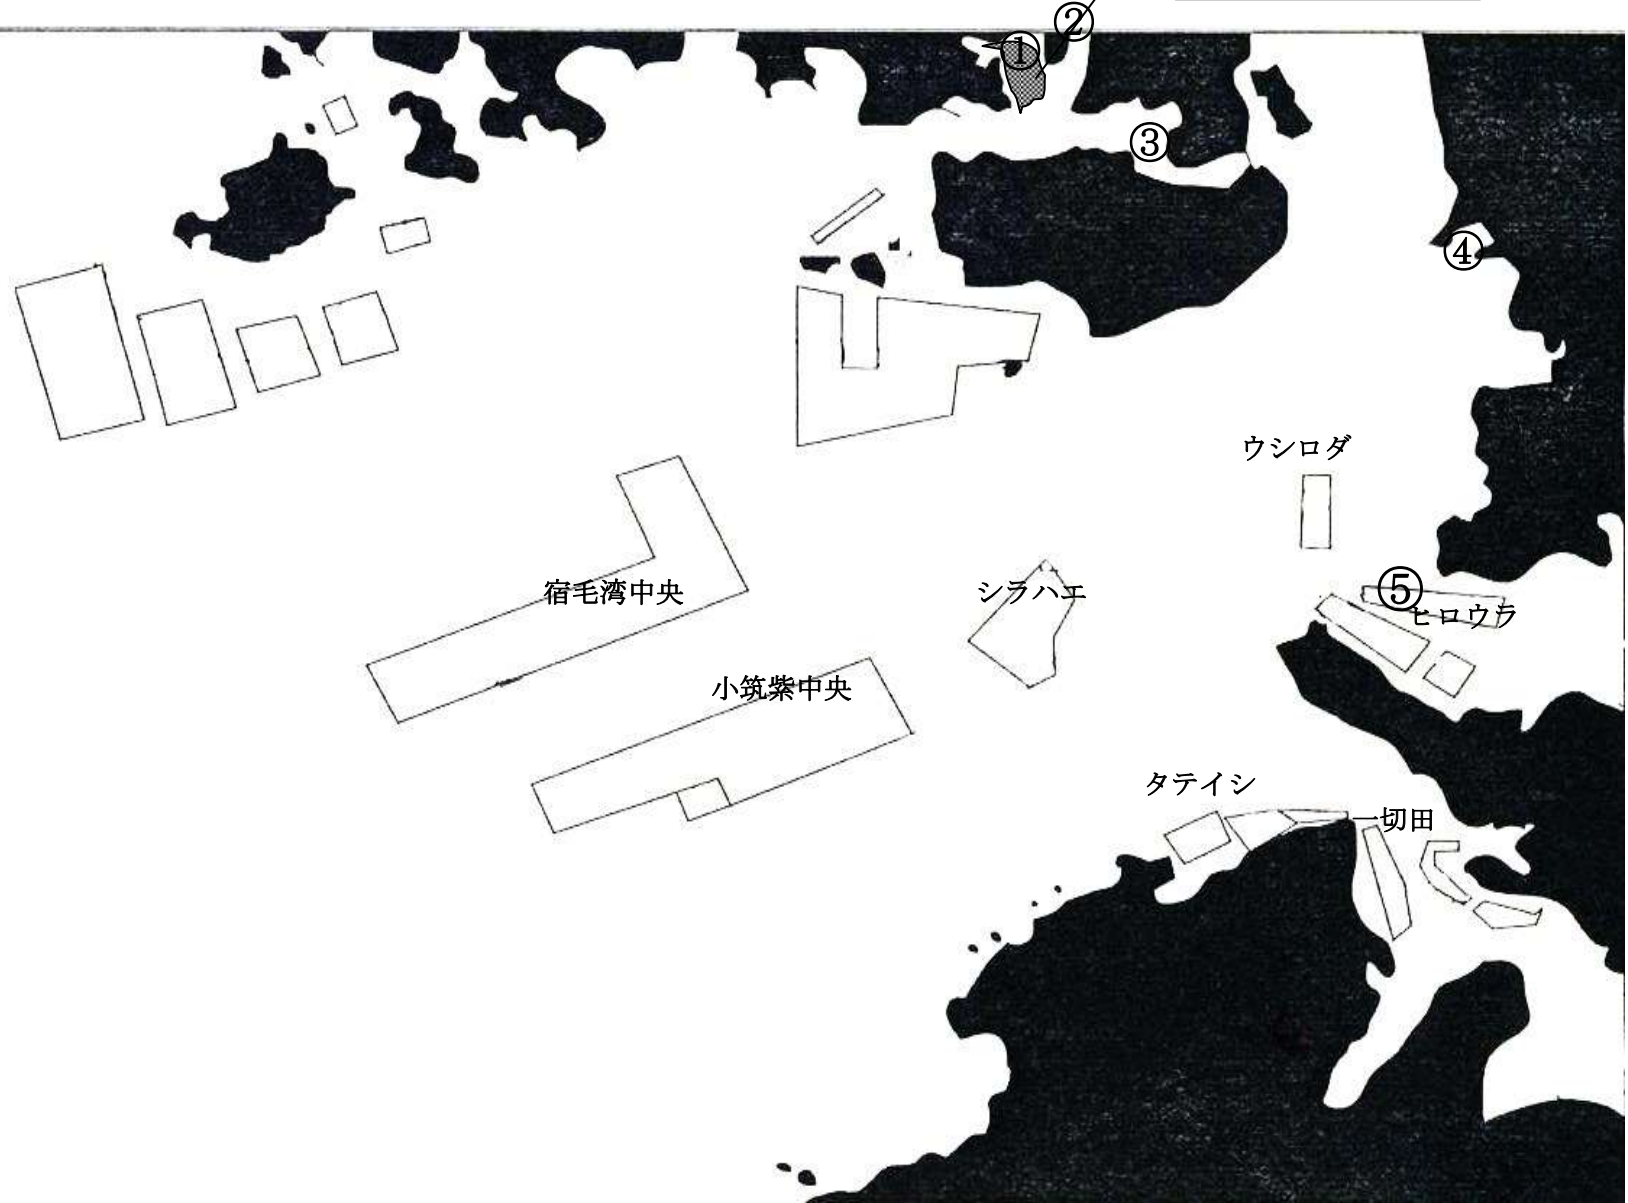 ②
①
③
④
ウシロダ
宿毛湾中央
シラハエ
⑤
ヒロウラ
小筑紫中央
タテイシ
一切田